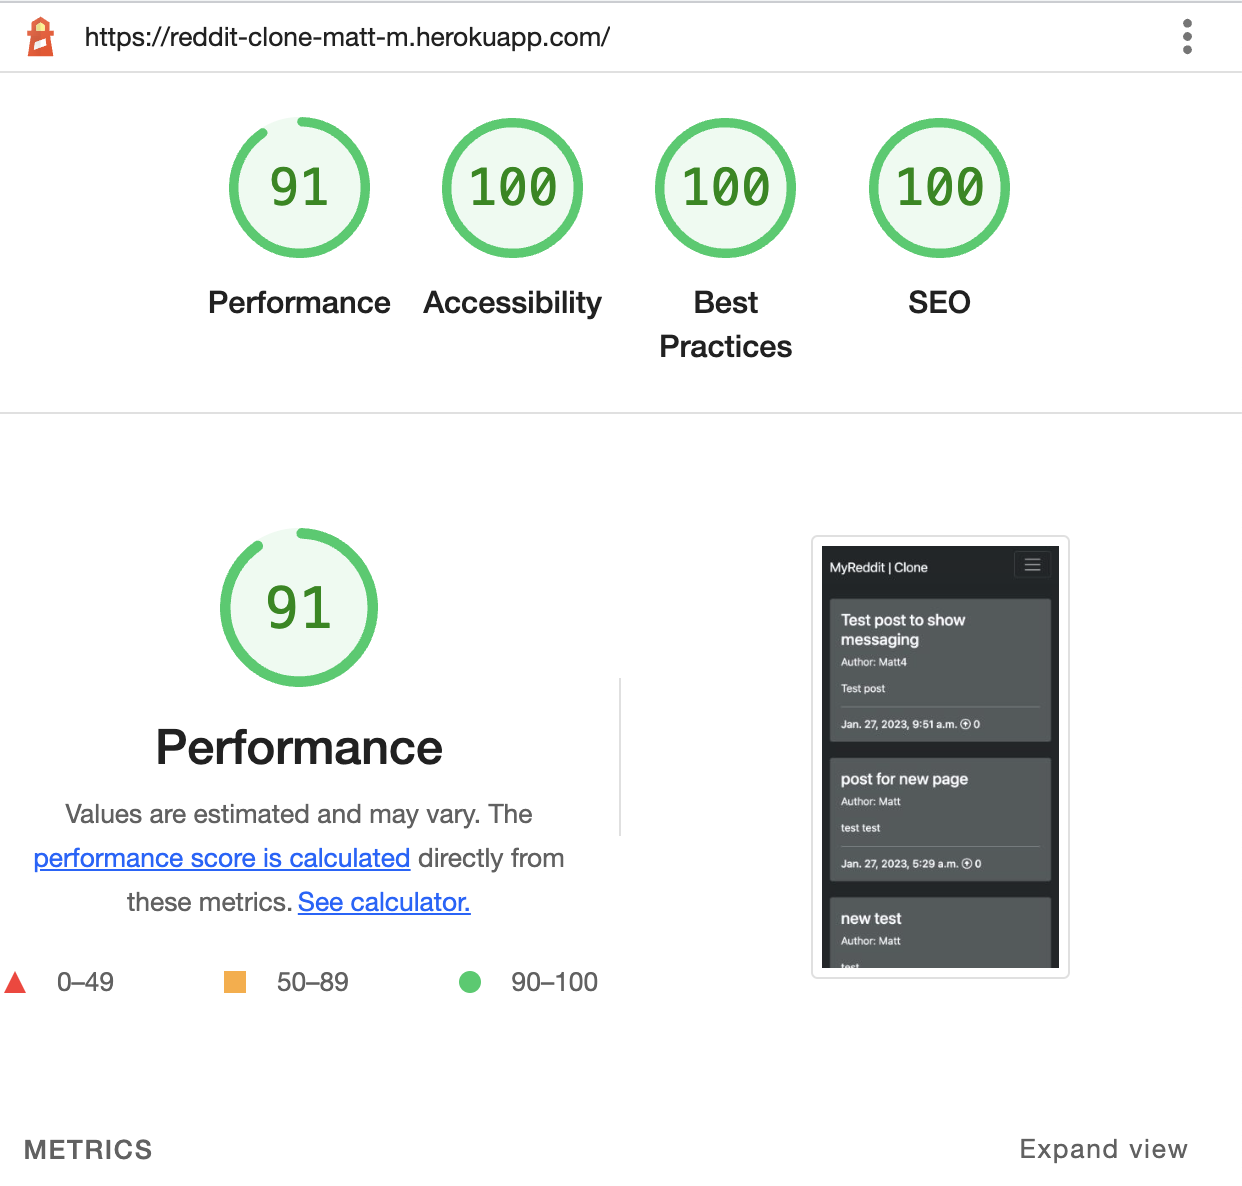 https://reddit-clone-matt-m.herokuapp.com/
91
100
100
100
Performance
Accessibility
Best
Practices
SEO
91
Performance
Values are estimated and may vary. The
performance score is calculated directly from
these metrics. See calculator.
0–49
50–89
90–100
MyReddit | Clone
Test post to show
messaging
Author: Matt4
Test post
Jan. 27, 2023, 9:51 a.m. 0
post for new page
Author: Matt
test test
Jan. 27, 2023, 5:29 a.m. 0
new test
Author: Matt
test
METRICS
Expand view